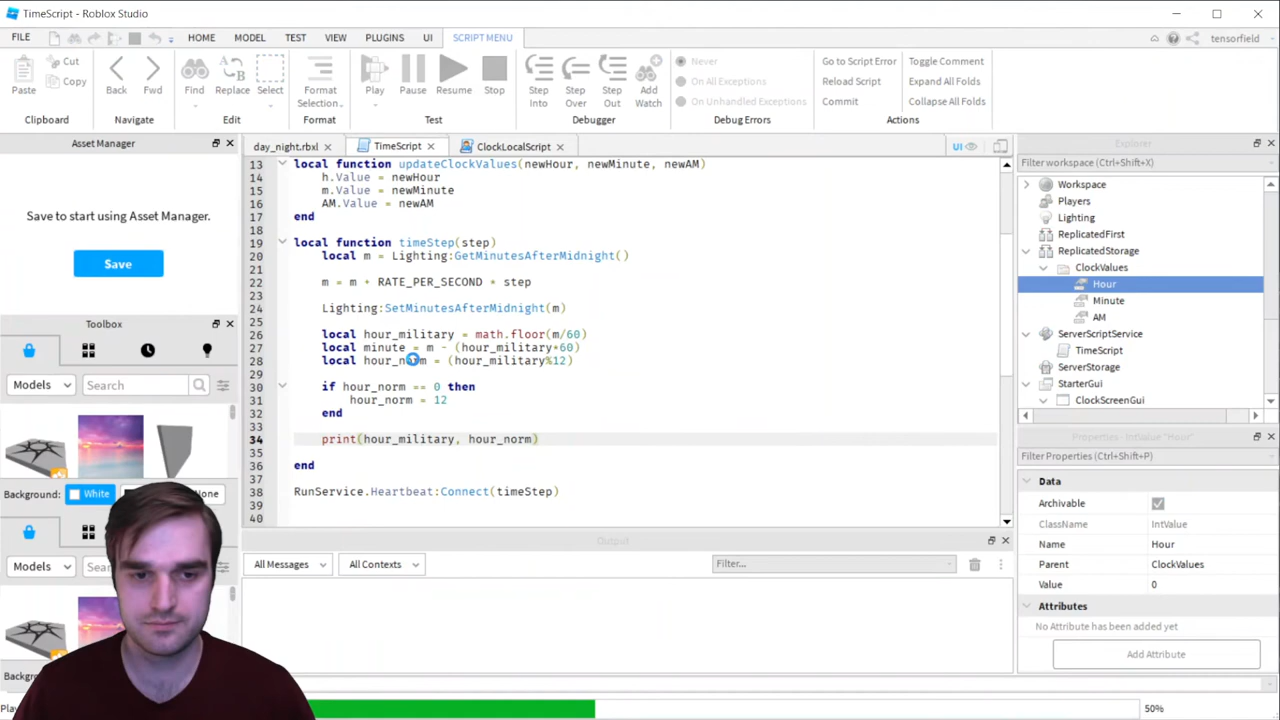 TimeScript - Roblox Studio
FILE HOME MODEL TEST VIEW PLUGINS UI SCRIPT MENU tensorfield
Paste Cut Copy Back Fwd Find Replace Select Format Selection... Play Pause Resume Stop Step Into Step Over Step Out Add Watch Never On All Exceptions On Unhandled Exceptions Go to Script Error Reload Script Commit Toggle Comment Expand All Folds Collapse All Folds
Clipboard Navigate Edit Format Test Debugger Debug Errors Actions
Asset Manager
Save to start using Asset Manager.
Save
Toolbox
Models Search
Background: White None
Models
day_night.rbxl TimeScript ClockLocalScript UI
13 local function updateClockValues(newHour, newMinute, newAM)
14 h.Value = newHour
15 m.Value = newMinute
16 AM.Value = newAM
17 end
18
19 local function timeStep(step)
20 local m = Lighting:GetMinutesAfterMidnight()
21
22 m = m + RATE_PER_SECOND * step
23
24 Lighting:SetMinutesAfterMidnight(m)
25
26 local hour_military = math.floor(m/60)
27 local minute = m - (hour_military*60)
28 local hour_norm = (hour_military%12)
29
30 if hour_norm == 0 then
31 hour_norm = 12
32 end
33
34 print(hour_military, hour_norm)
35
36 end
37
38 RunService.Heartbeat:Connect(timeStep)
39
40
Output
All Messages All Contexts Filter...
Explorer
Filter workspace (Ctrl+Shift+X)
Workspace
Players
Lighting
ReplicatedFirst
ReplicatedStorage
ClockValues
Hour
Minute
AM
ServerScriptService
TimeScript
ServerStorage
StarterGui
ClockScreenGui
Properties - IntValue "Hour"
Filter Properties (Ctrl+Shift+P)
Data
Archivable
ClassName IntValue
Name Hour
Parent ClockValues
Value 0
Attributes
No Attribute has been added yet
Add Attribute
50%